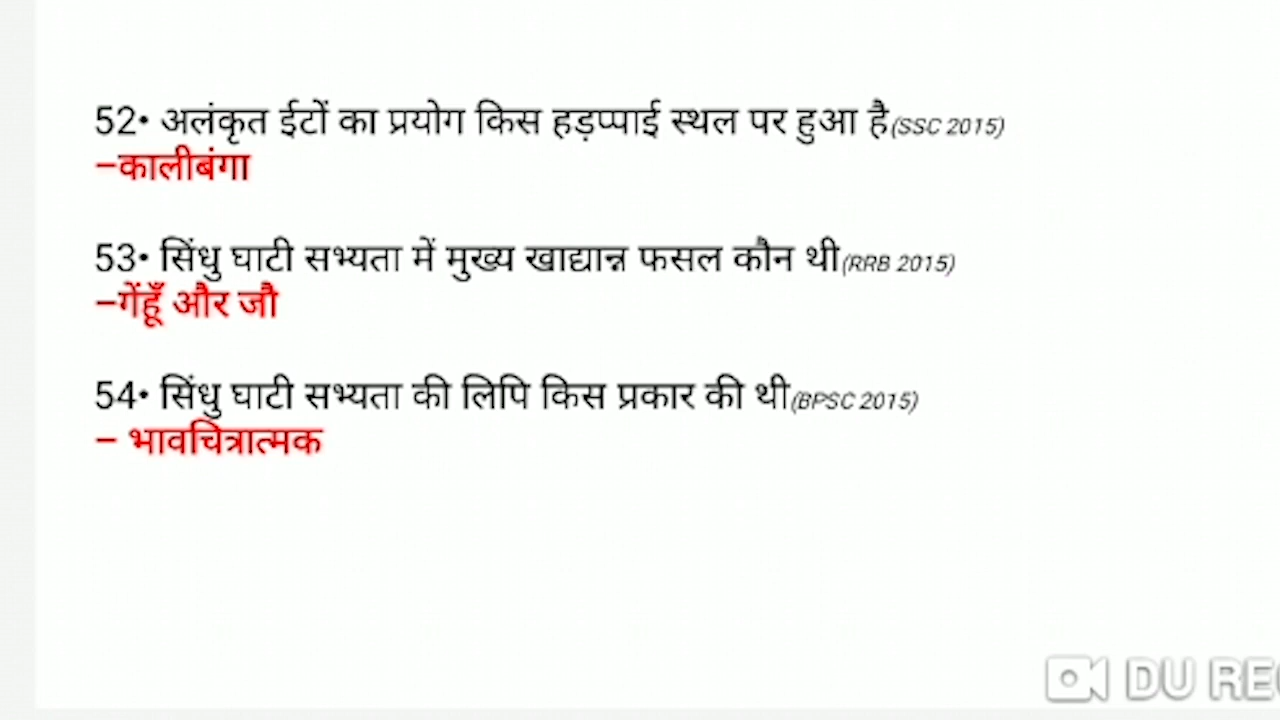 52• अलंकृत ईटों का प्रयोग किस हड़प्पाई स्थल पर हुआ है(SSC 2015)
–कालीबंगा
53• सिंधु घाटी सभ्यता में मुख्य खाद्यान्न फसल कौन थी(RRB 2015)
–गेंहूँ और जौ
54• सिंधु घाटी सभ्यता की लिपि किस प्रकार की थी(BPSC 2015)
– भावचित्रात्मक
DU REC